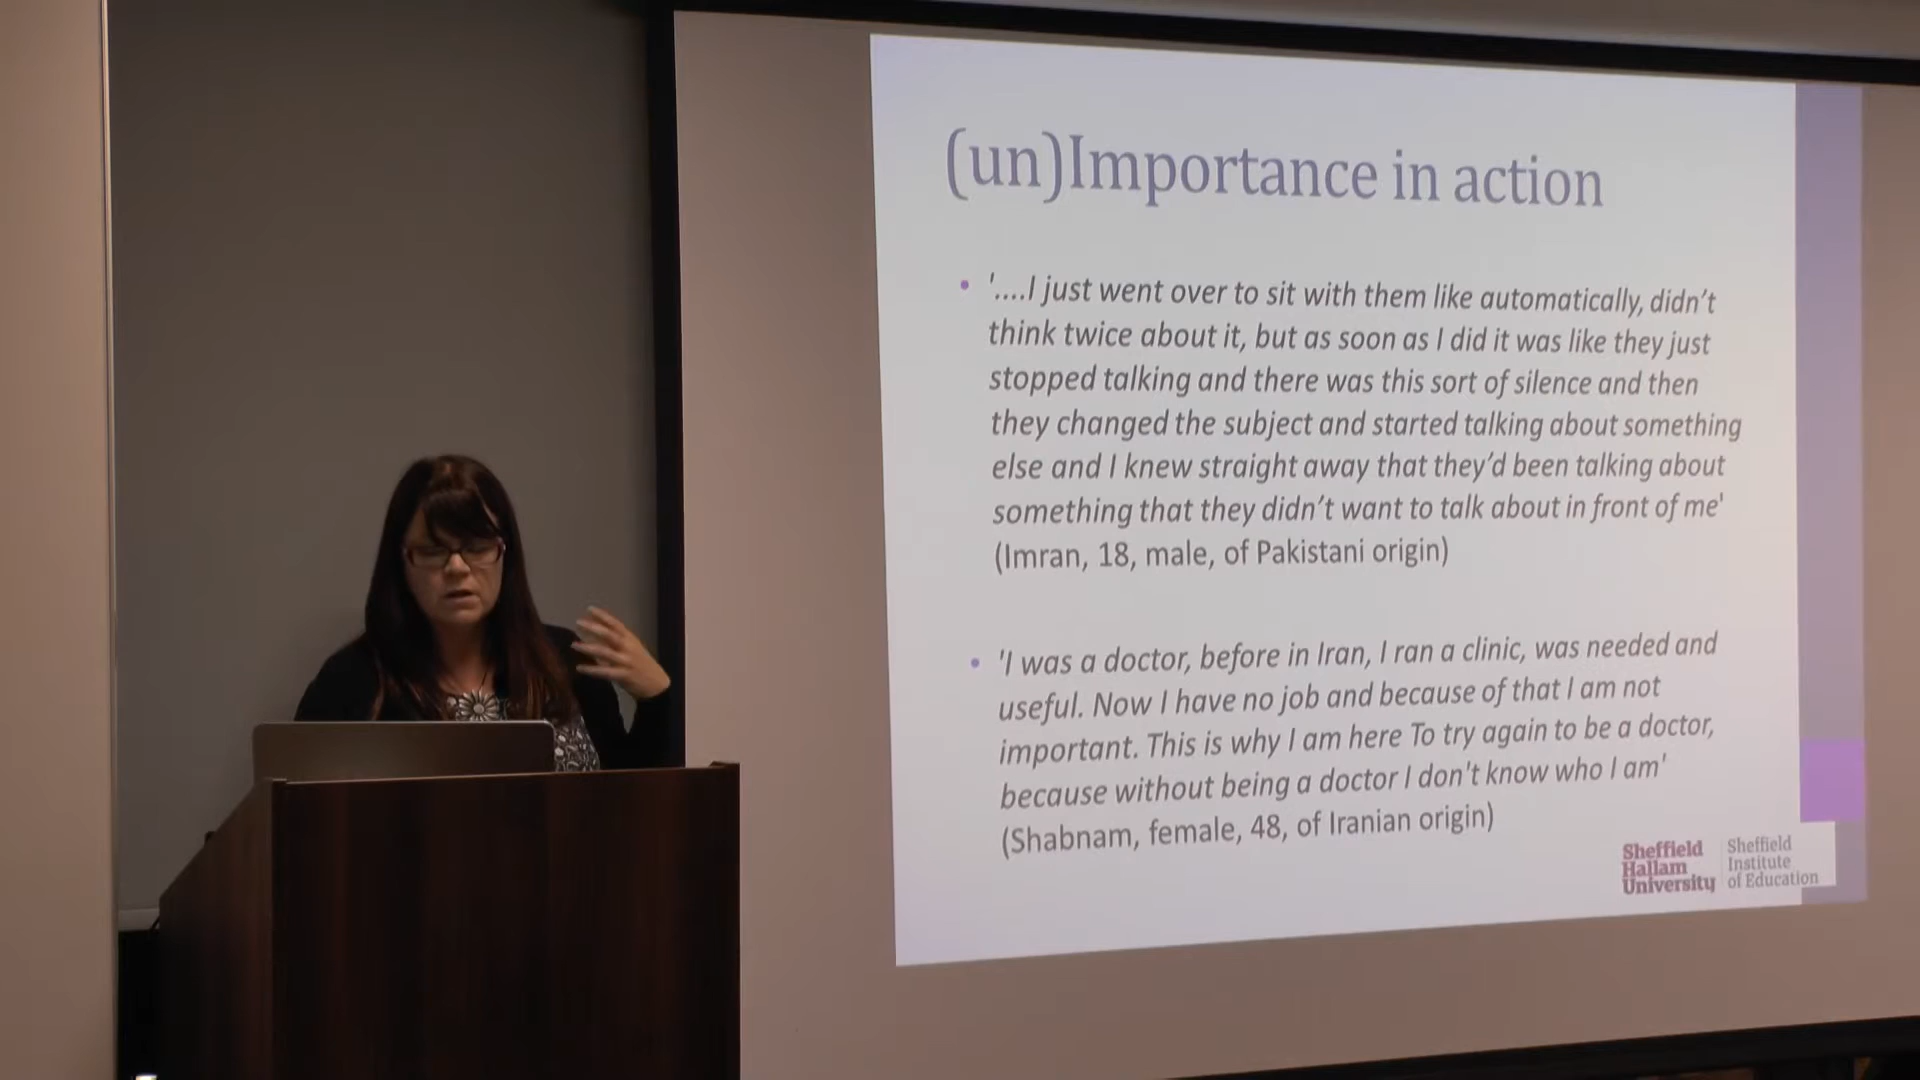 (un)Importance in action
'....I just went over to sit with them like automatically, didn't
think twice about it, but as soon as I did it was like they just
stopped talking and there was this sort of silence and then
they changed the subject and started talking about something
else and I knew straight away that they'd been talking about
something that they didn't want to talk about in front of me'
(Imran, 18, male, of Pakistani origin)
'I was a doctor, before in Iran, I ran a clinic, was needed and
useful. Now I have no job and because of that I am not
important. This is why I am here To try again to be a doctor,
because without being a doctor I don't know who I am'
(Shabnam, female, 48, of Iranian origin)
Sheffield
Hallam
University
Sheffield
Institute
of Education